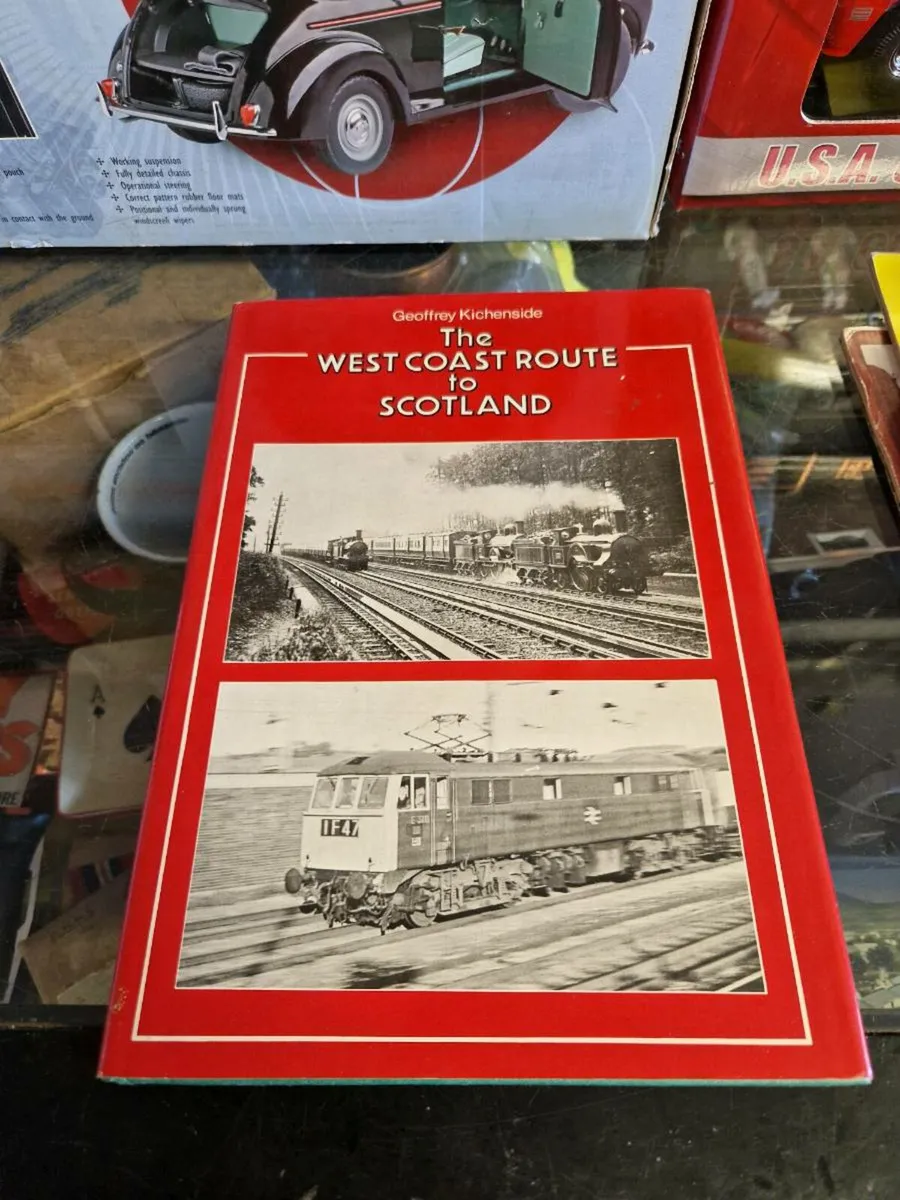 pouch
in contact with the ground
✢ Working suspension
✢ Fully detailed chassis
✢ Operational steering
✢ Correct pattern rubber floor mats
✢ Positional and individually sprung
windscreen wipers
U.S.A.
Geoffrey Kichenside
The
WEST COAST ROUTE
to
SCOTLAND
1F47
A